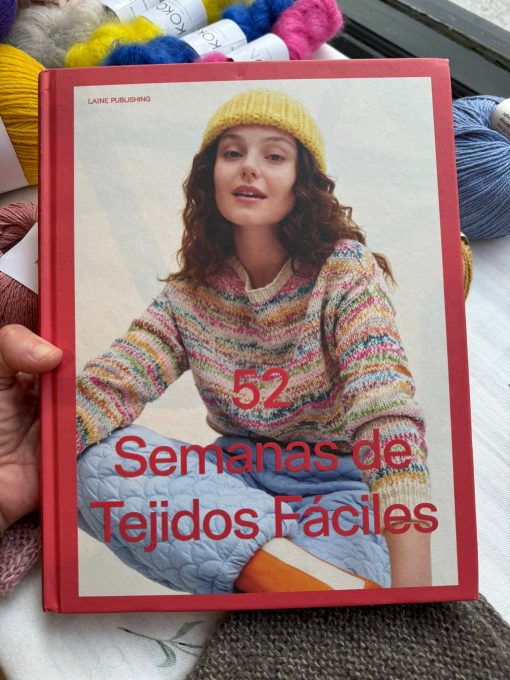 LAINE PUBLISHING
52
Semanas de
Tejidos Fáciles